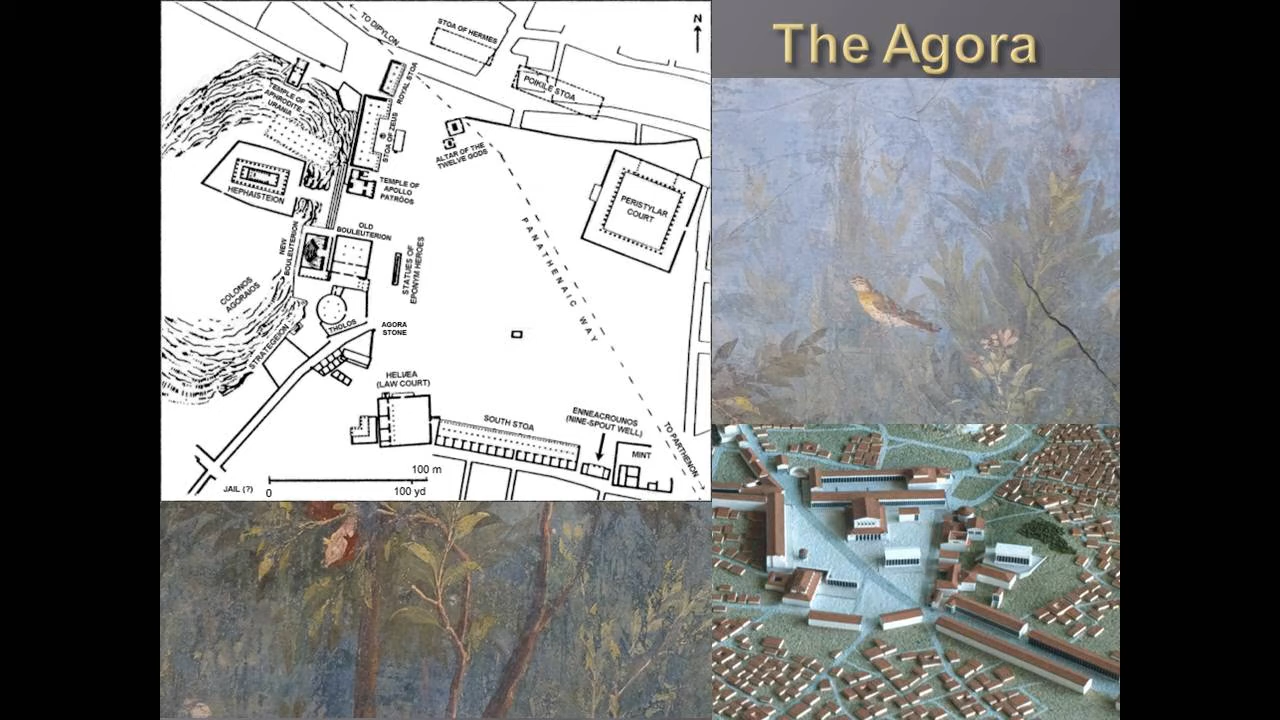 The Agora
TO DIPYLON
STOA OF HERMES
N
ROYAL STOA
POIKILE STOA
TEMPLE OF
APHRODITE
URANIA
STOA OF ZEUS
ALTAR OF THE
TWELVE GODS
HEPHAISTEION
TEMPLE OF
APOLLO
PATRÓOS
PERISTYLAR
COURT
OLD
BOULEUTERION
NEW
BOULEUTERION
STATUES OF
EPONYM HEROES
PANATHENAIC WAY
COLONOS
AGORAIOS
THOLOS
AGORA
STONE
STRATEGEION
HELIÆA
(LAW COURT)
SOUTH STOA
ENNEACROUNOS
(NINE-SPOUT WELL)
MINT
TO PARTHENON
JAIL (?)
100 m
0
100 yd